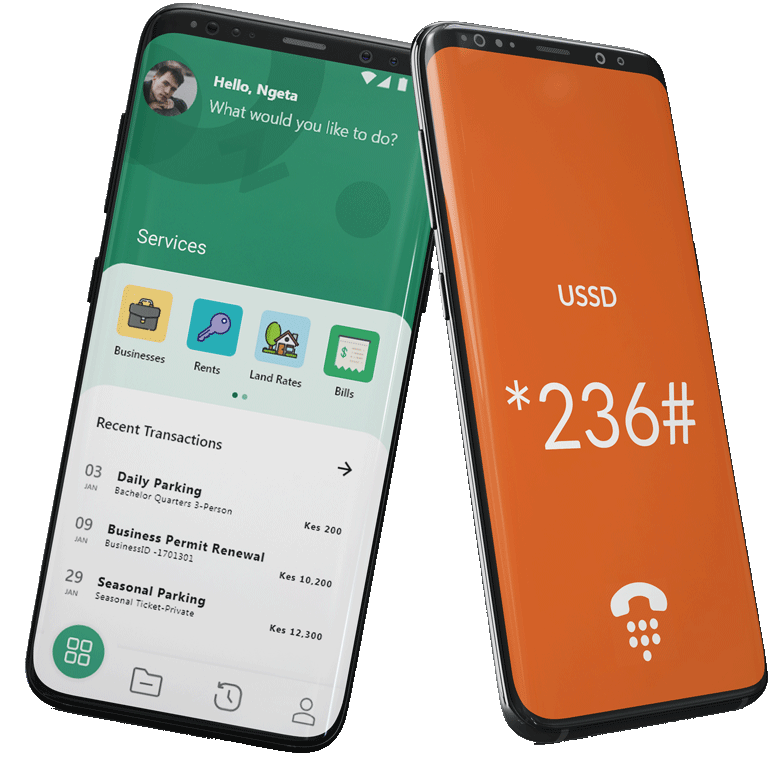 Hello, Ngeta
What would you like to do?
Services
Businesses
Rents
Land Rates
Bills
Recent Transactions
03
JAN
Daily Parking
Bachelor Quarters 3-Person
Kes 200
09
JAN
Business Permit Renewal
BusinessID -1701301
Kes 10,200
29
JAN
Seasonal Parking
Seasonal Ticket-Private
Kes 12,300
USSD
*236#